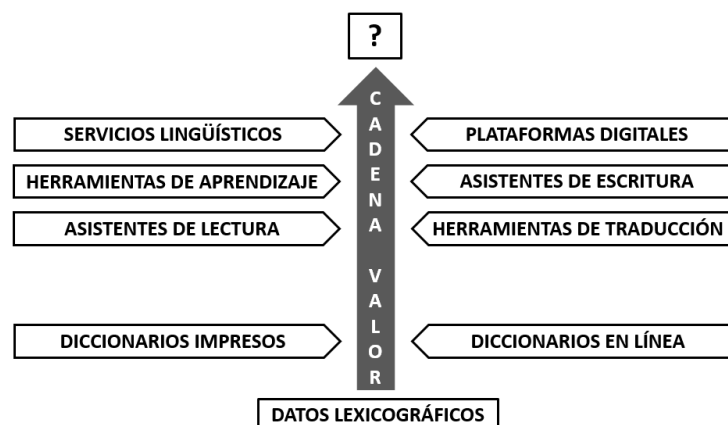 ?
CADENA VALOR
SERVICIOS LINGÜÍSTICOS
PLATAFORMAS DIGITALES
HERRAMIENTAS DE APRENDIZAJE
ASISTENTES DE ESCRITURA
ASISTENTES DE LECTURA
HERRAMIENTAS DE TRADUCCIÓN
DICCIONARIOS IMPRESOS
DICCIONARIOS EN LÍNEA
DATOS LEXICOGRÁFICOS